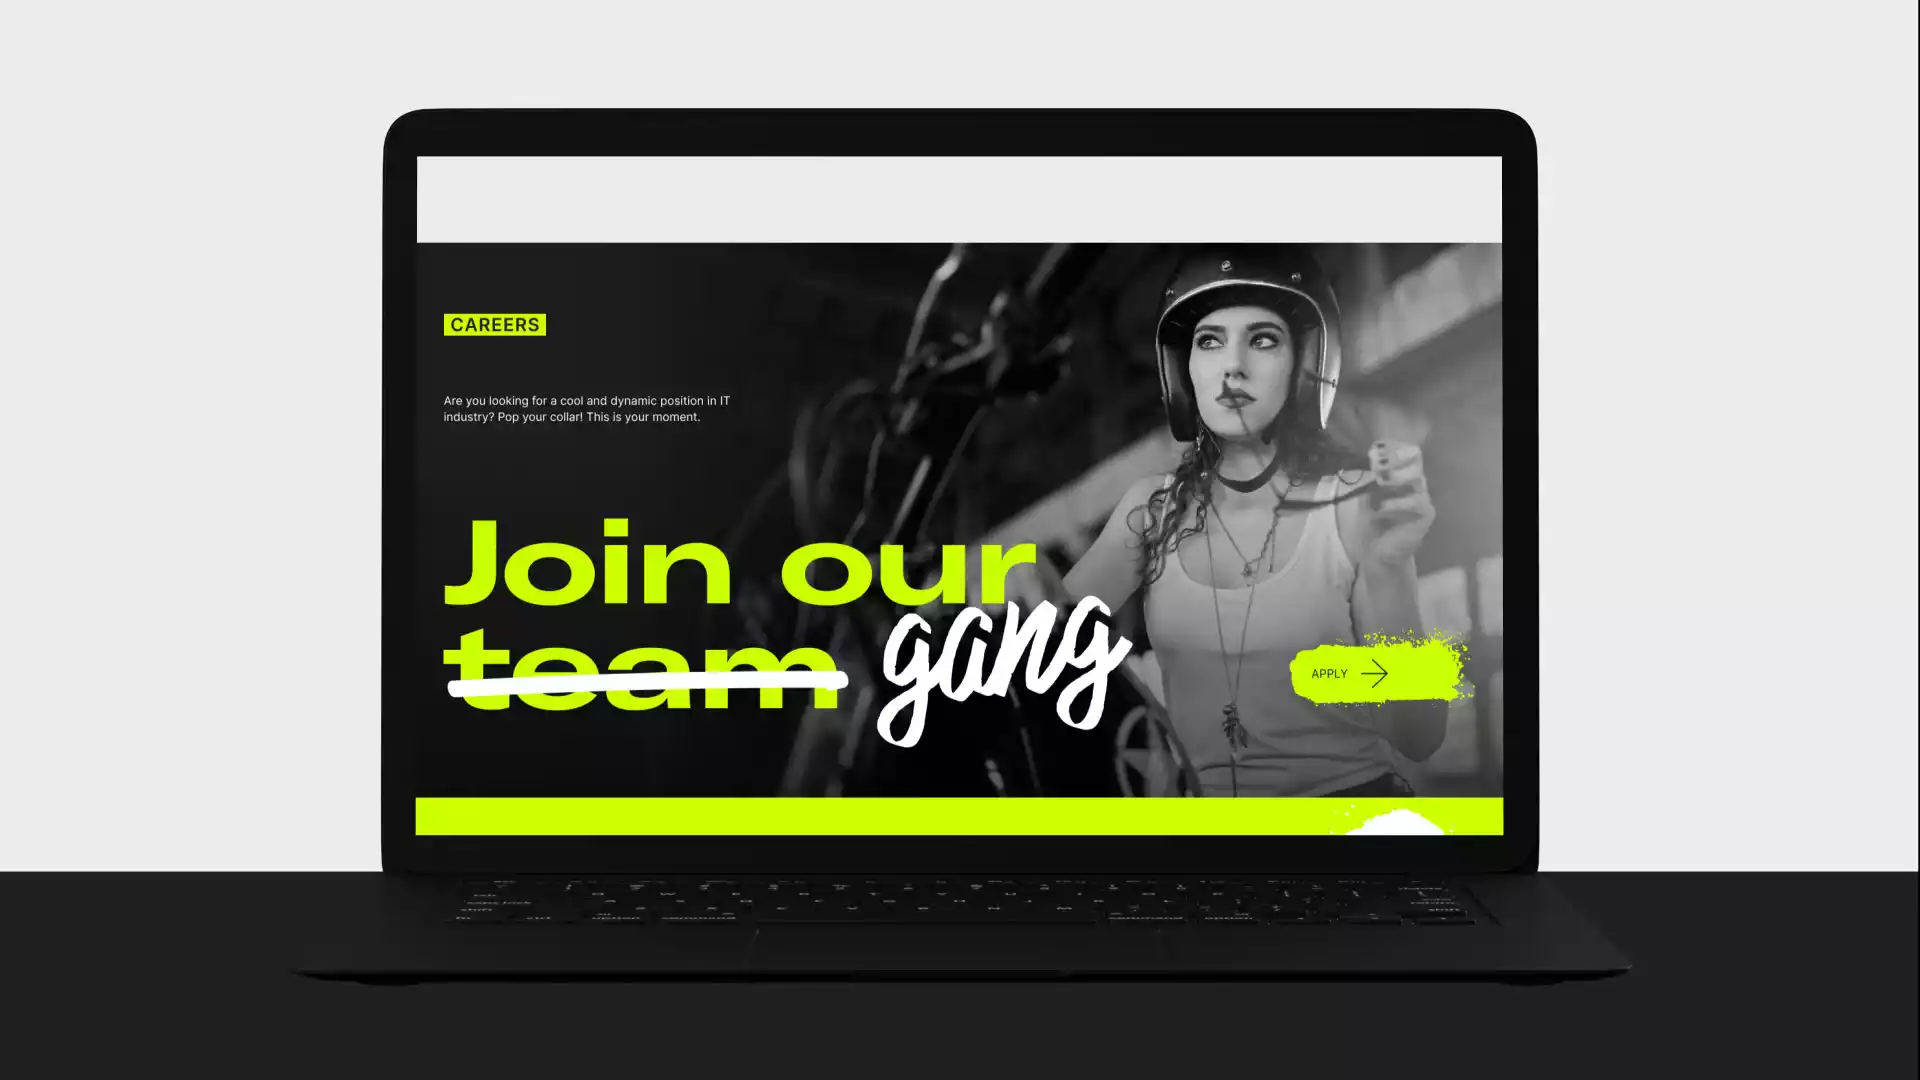 CAREERS
Are you looking for a cool and dynamic position in IT
industry? Pop your collar! This is your moment.
Join our
team gang
APPLY